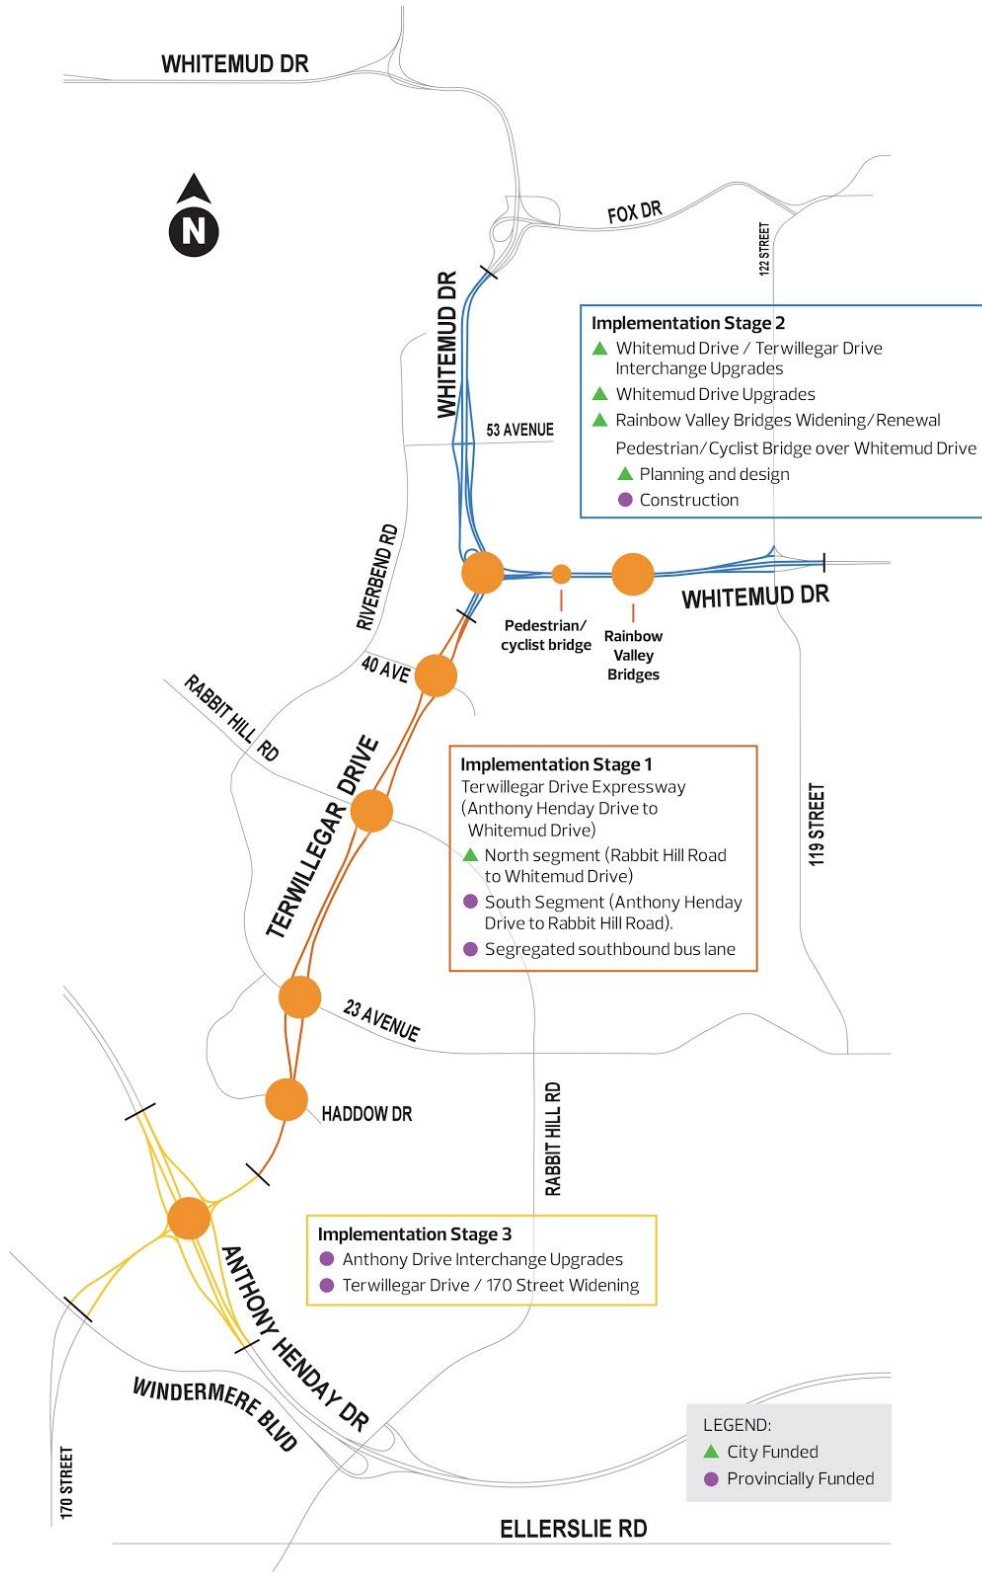 WHITEMUD DR
N
FOX DR
122 STREET
WHITEMUD DR
Implementation Stage 2
Whitemud Drive / Terwillegar Drive
Interchange Upgrades
Whitemud Drive Upgrades
Rainbow Valley Bridges Widening/Renewal
Pedestrian/Cyclist Bridge over Whitemud Drive
Planning and design
Construction
53 AVENUE
RIVERBEND RD
WHITEMUD DR
Pedestrian/
cyclist bridge
Rainbow
Valley
Bridges
40 AVE
RABBIT HILL RD
TERWILLEGAR DRIVE
Implementation Stage 1
Terwillegar Drive Expressway
(Anthony Henday Drive to
Whitemud Drive)
North segment (Rabbit Hill Road
to Whitemud Drive)
South Segment (Anthony Henday
Drive to Rabbit Hill Road).
Segregated southbound bus lane
119 STREET
23 AVENUE
HADDOW DR
RABBIT HILL RD
Implementation Stage 3
Anthony Drive Interchange Upgrades
Terwillegar Drive / 170 Street Widening
ANTHONY HENDAY DR
WINDERMERE BLVD
170 STREET
LEGEND:
City Funded
Provincially Funded
ELLERSLIE RD